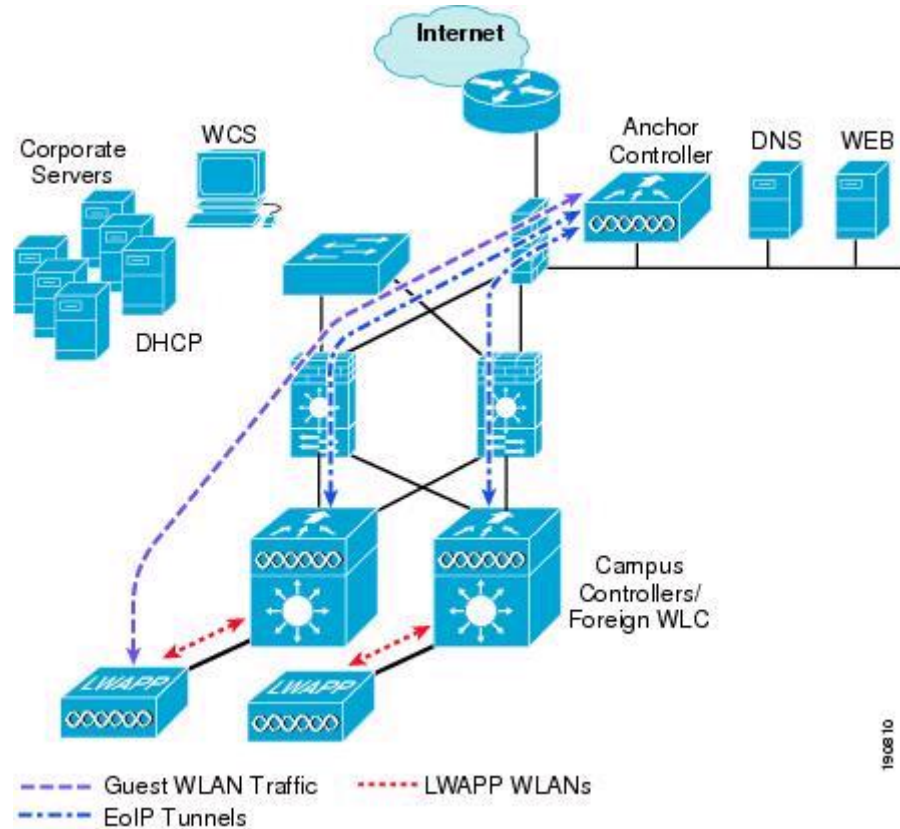 Internet
WCS
Corporate
Servers
Anchor
Controller
DNS
WEB
DHCP
Campus
Controllers/
Foreign WLC
LWAPP
LWAPP
190810
Guest WLAN Traffic
LWAPP WLANs
EoIP Tunnels